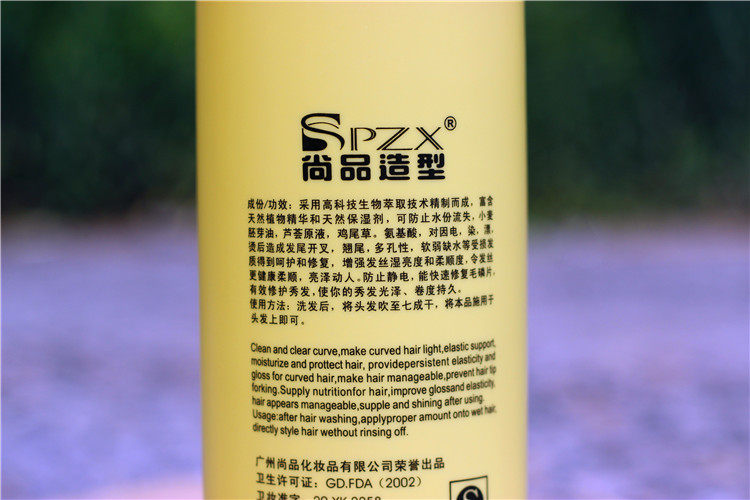 SPZX®
尚品造型
成份/功效: 采用高科技生物萃取技术精制而成, 富含
天然植物精华和天然保湿剂, 可防止水份流失, 小麦
胚芽油, 芦荟原液, 鸡尾草。氨基酸, 对因电, 染, 漂,
烫后造成发尾开叉, 翘尾, 多孔性, 软弱缺水等受损发
质得到呵护和修复, 增强发丝湿亮度和柔顺度, 令发丝
更健康柔顺, 亮泽动人。防止静电, 能快速修复毛磷片,
有效修护秀发, 使你的秀发光泽、卷度持久。
使用方法: 洗发后, 将头发吹至七成干, 将本品施用于
头发上即可。
Clean and clear curve,make curved hair light,elastic support,
moisturize and prottect hair, providepersistent elasticity and
gloss for curved hair,make hair manageable,prevent hair tip
forking.Supply nutritionfor hair,improve glossand elasticity,
hair appears manageable,supple and shining after using.
Usage:after hair washing,applyproper amount onto wet hair,
directly style hair without rinsing off.
广州尚品化妆品有限公司荣誉出品
卫生许可证: GD.FDA (2002)